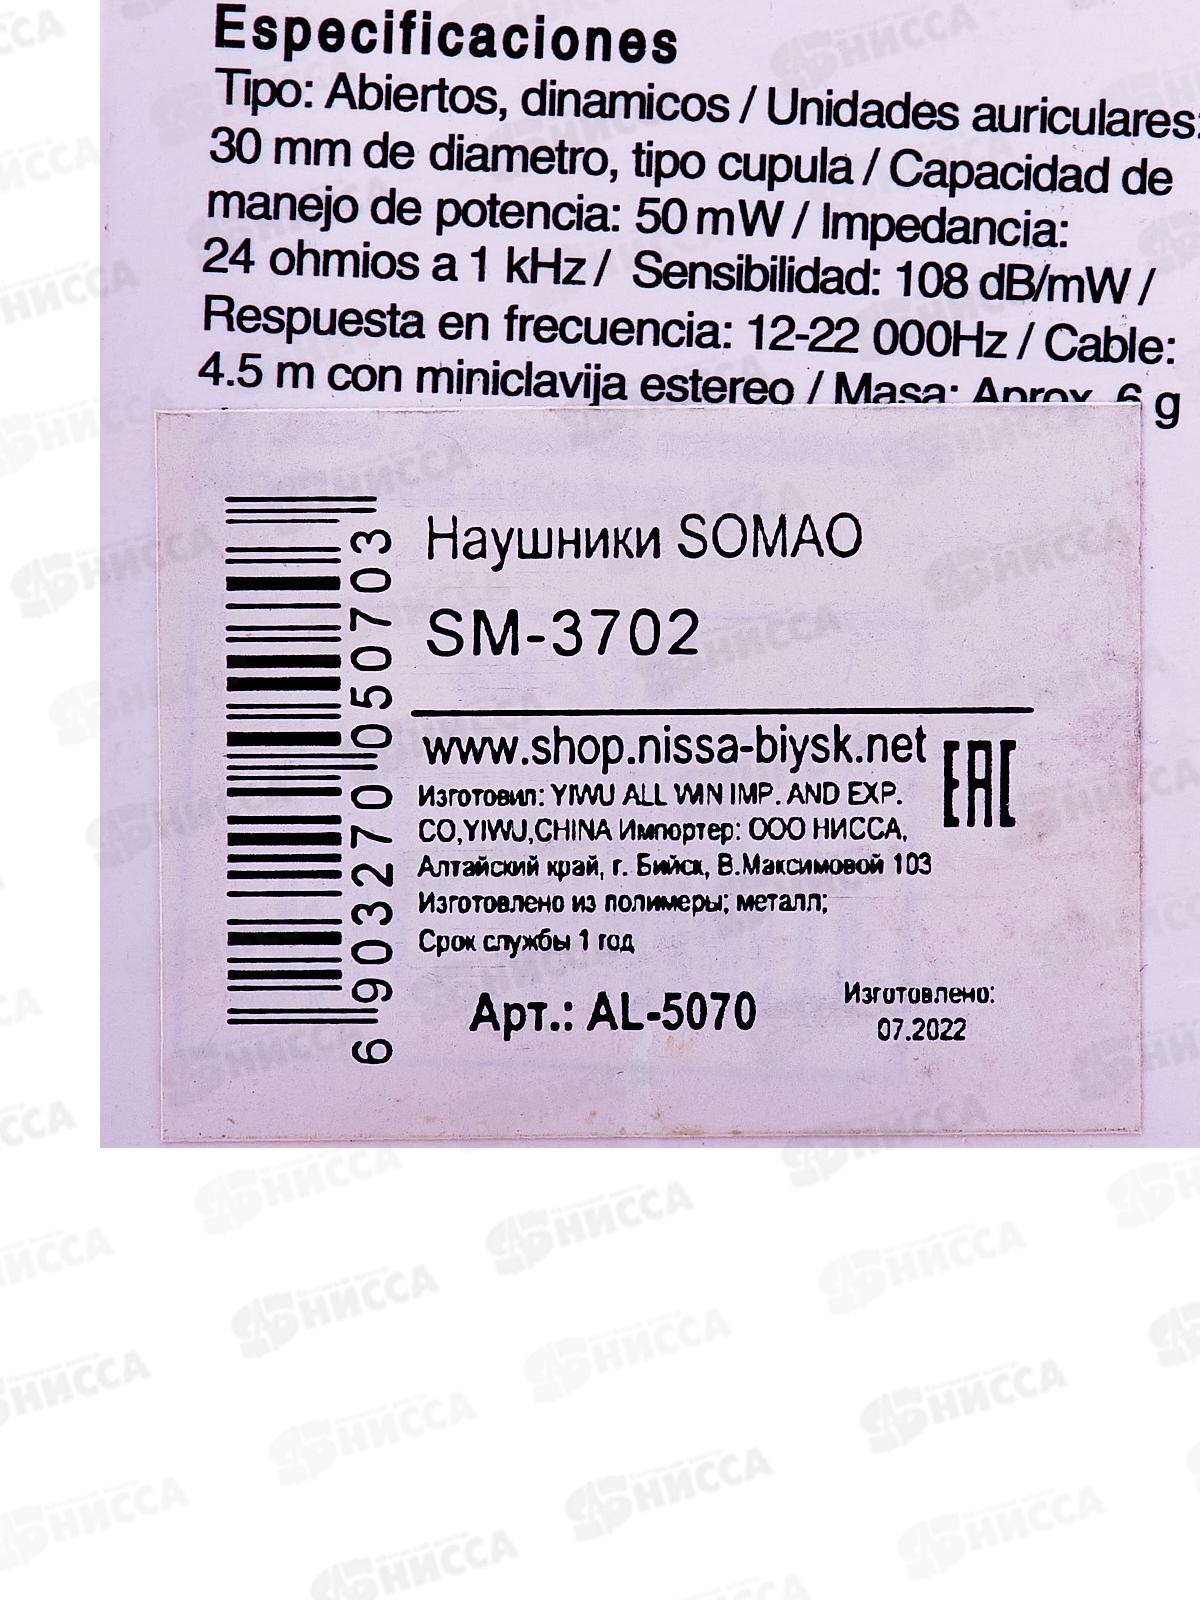 Especificaciones
Tipo: Abiertos, dinamicos / Unidades auriculares:
30 mm de diametro, tipo cupula / Capacidad de
manejo de potencia: 50 mW / Impedancia:
24 ohmios a 1 kHz / Sensibilidad: 108 dB/mW /
Respuesta en frecuencia: 12-22 000Hz / Cable:
4.5 m con miniclavija estereo / Masa: Aprox. 6 g
6903270050703
Наушники SOMAO
SM-3702
www.shop.nissa-biysk.net
EAC
Изготовил: YIWU ALL WIN IMP. AND EXP.
CO,YIWU,CHINA Импортер: ООО НИССА,
Алтайский край, г. Бийск, В.Максимовой 103
Изготовлено из полимеры; металл;
Срок службы 1 год
Арт.: AL-5070
Изготовлено:
07.2022